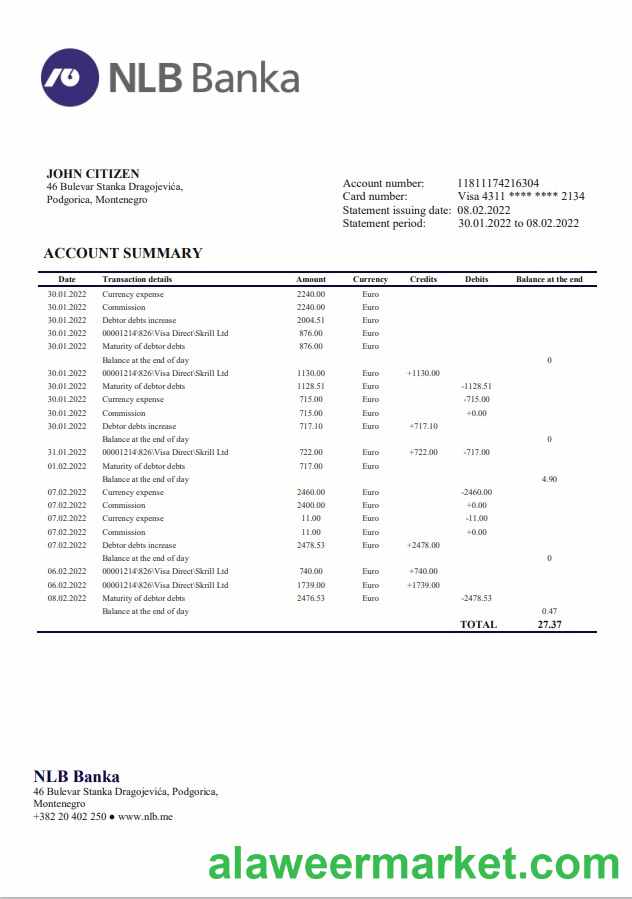 NLB Banka
JOHN CITIZEN
46 Bulevar Stanka Dragojevića,
Podgorica, Montenegro
Account number: 11811174216304
Card number: Visa 4311 **** **** 2134
Statement issuing date: 08.02.2022
Statement period: 30.01.2022 to 08.02.2022
ACCOUNT SUMMARY
Date Transaction details Amount Currency Credits Debits Balance at the end
30.01.2022 Currency expense 2240.00 Euro
30.01.2022 Commission 2240.00 Euro
30.01.2022 Debtor debts increase 2004.51 Euro
30.01.2022 00001214\826\Visa Direct\Skrill Ltd 876.00 Euro
30.01.2022 Maturity of debtor debts 876.00 Euro
Balance at the end of day 0
30.01.2022 00001214\826\Visa Direct\Skrill Ltd 1130.00 Euro +1130.00
30.01.2022 Maturity of debtor debts 1128.51 Euro -1128.51
30.01.2022 Currency expense 715.00 Euro -715.00
30.01.2022 Commission 715.00 Euro +0.00
30.01.2022 Debtor debts increase 717.10 Euro +717.10
Balance at the end of day 0
31.01.2022 00001214\826\Visa Direct\Skrill Ltd 722.00 Euro +722.00 -717.00
01.02.2022 Maturity of debtor debts 717.00 Euro
Balance at the end of day 4.90
07.02.2022 Currency expense 2460.00 Euro -2460.00
07.02.2022 Commission 2400.00 Euro +0.00
07.02.2022 Currency expense 11.00 Euro -11.00
07.02.2022 Commission 11.00 Euro +0.00
07.02.2022 Debtor debts increase 2478.53 Euro +2478.00
Balance at the end of day 0
06.02.2022 00001214\826\Visa Direct\Skrill Ltd 740.00 Euro +740.00
06.02.2022 00001214\826\Visa Direct\Skrill Ltd 1739.00 Euro +1739.00
08.02.2022 Maturity of debtor debts 2476.53 Euro -2478.53
Balance at the end of day 0.47
TOTAL 27.37
NLB Banka
46 Bulevar Stanka Dragojevića, Podgorica,
Montenegro
+382 20 402 250 ● www.nlb.me
alaweermarket.com